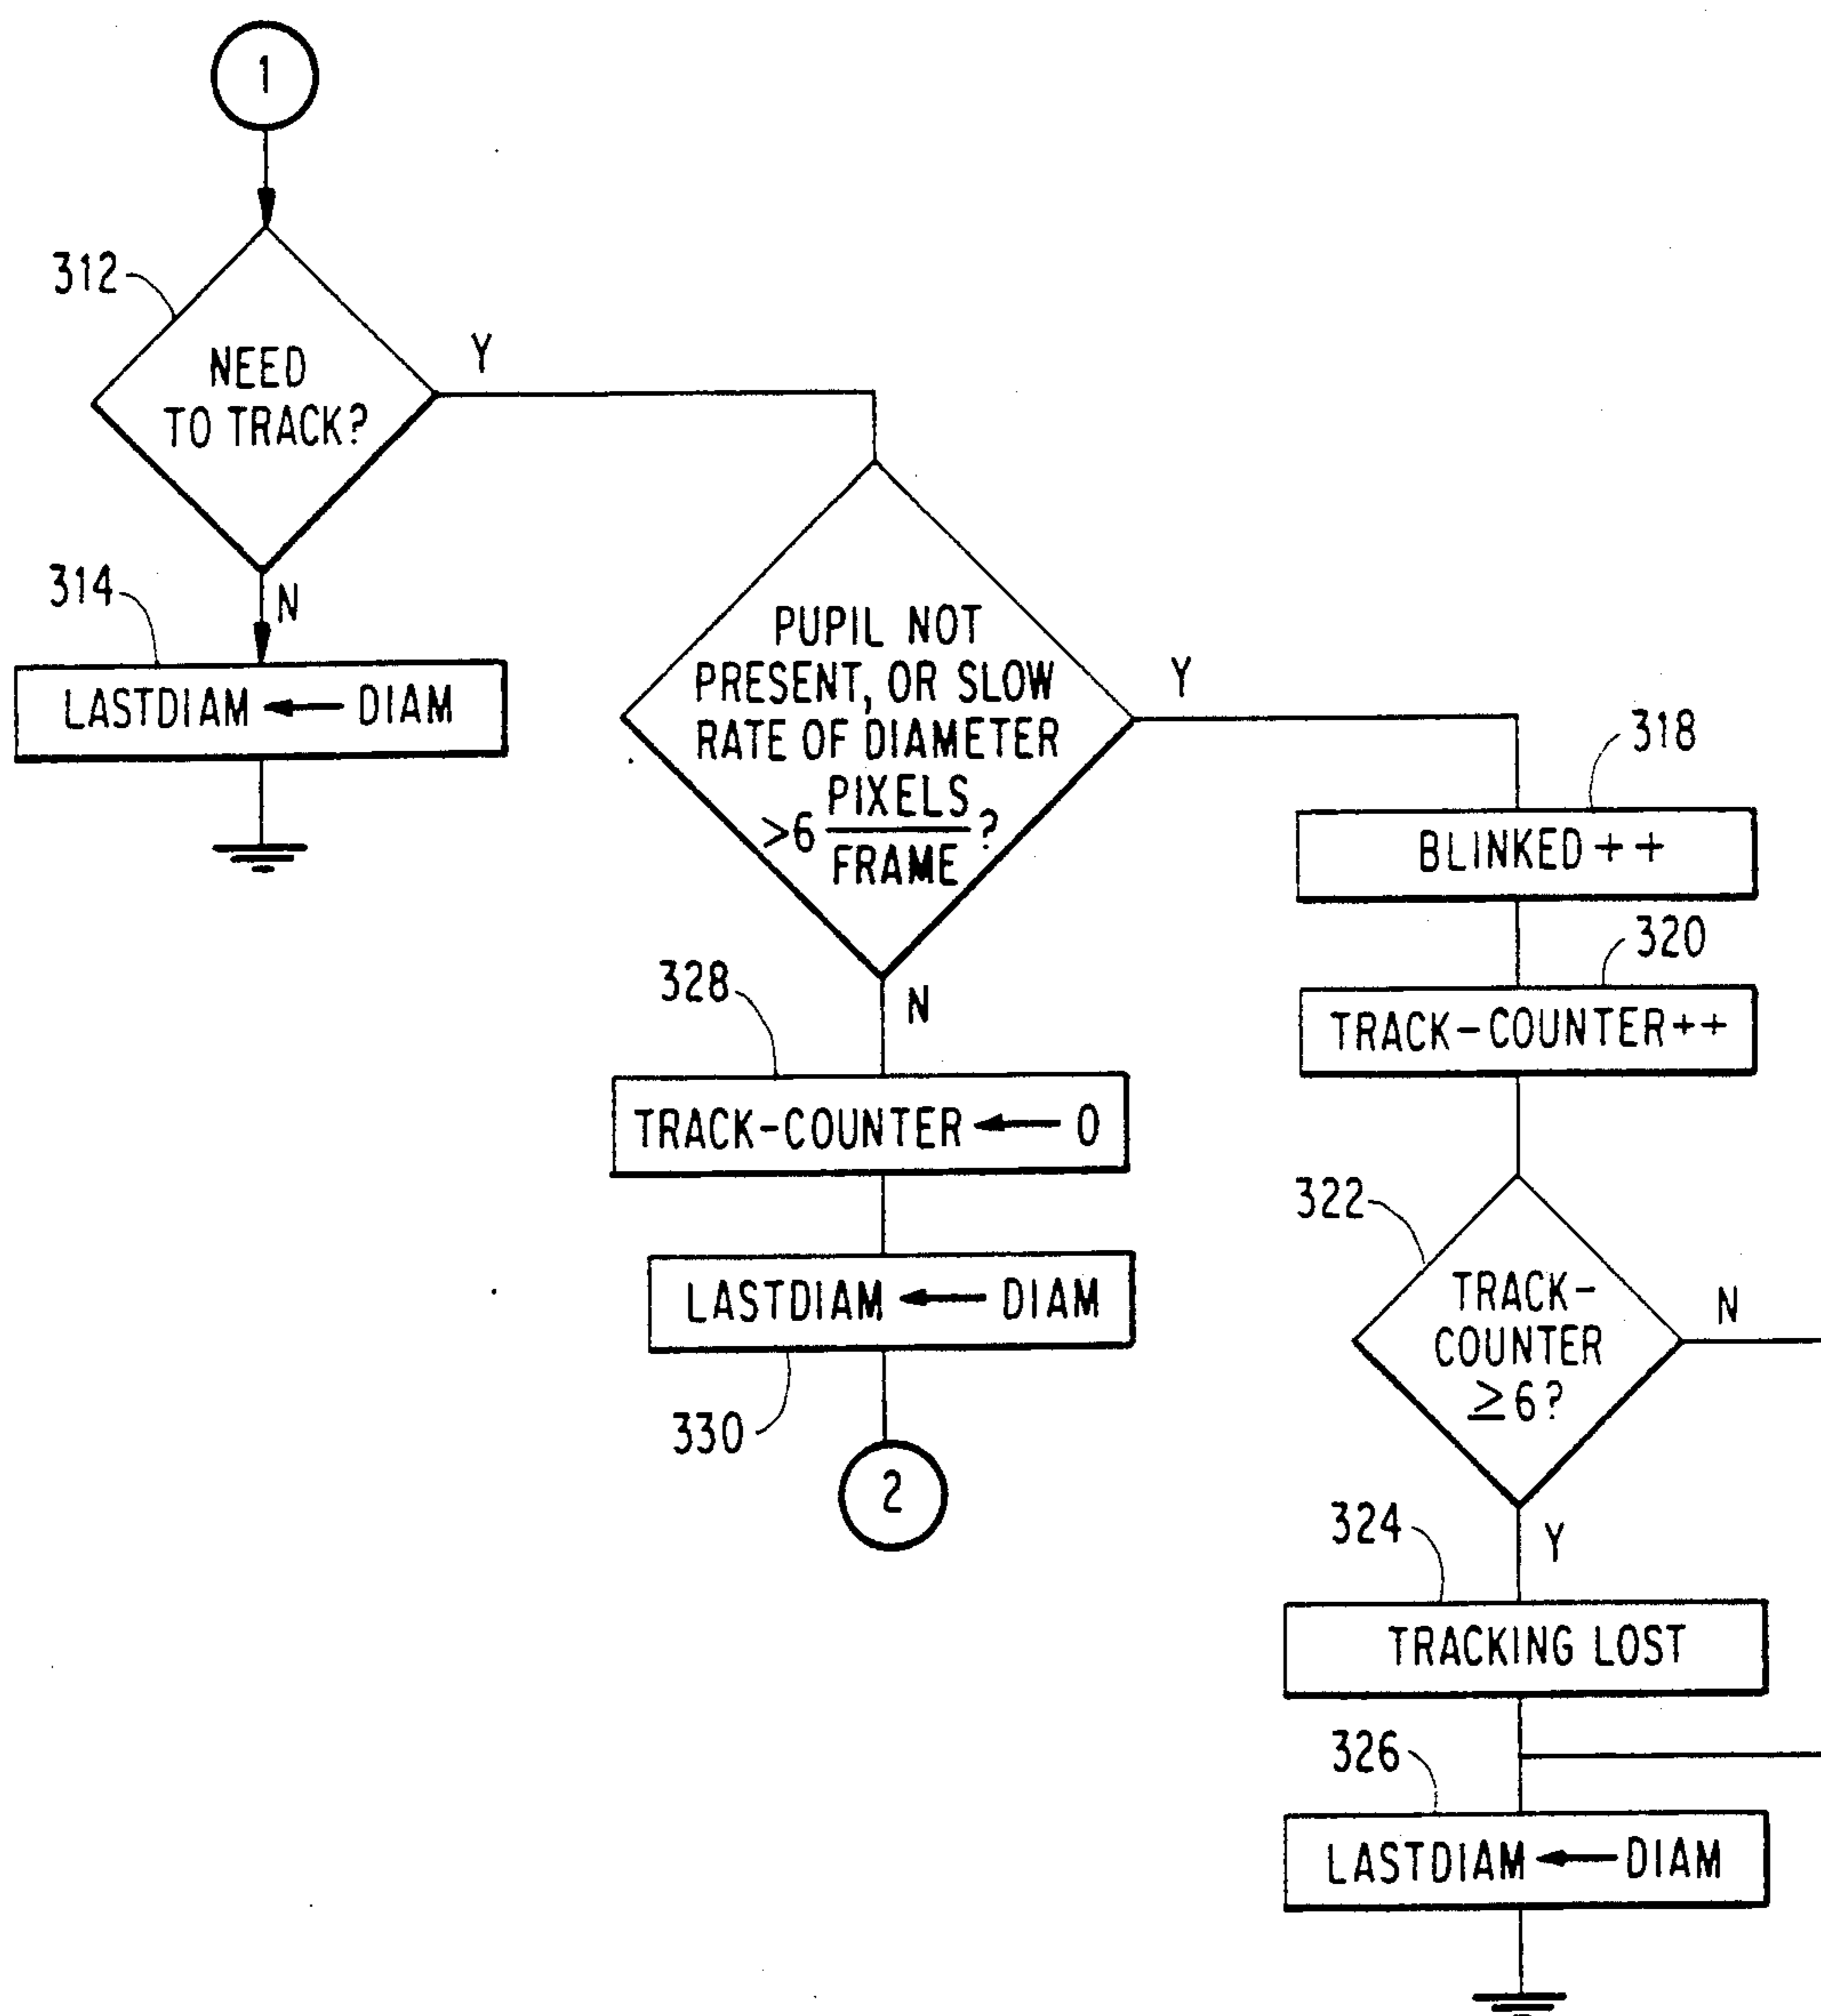 1
312
NEED
TO TRACK?
Y
N
314
LASTDIAM ← DIAM
PUPIL NOT
PRESENT, OR SLOW
RATE OF DIAMETER
>6 PIXELS/FRAME?
Y
N
318
BLINKED++
320
TRACK-COUNTER++
328
TRACK-COUNTER ← 0
LASTDIAM ← DIAM
330
2
322
TRACK-
COUNTER
≥6?
N
Y
324
TRACKING LOST
326
LASTDIAM ← DIAM